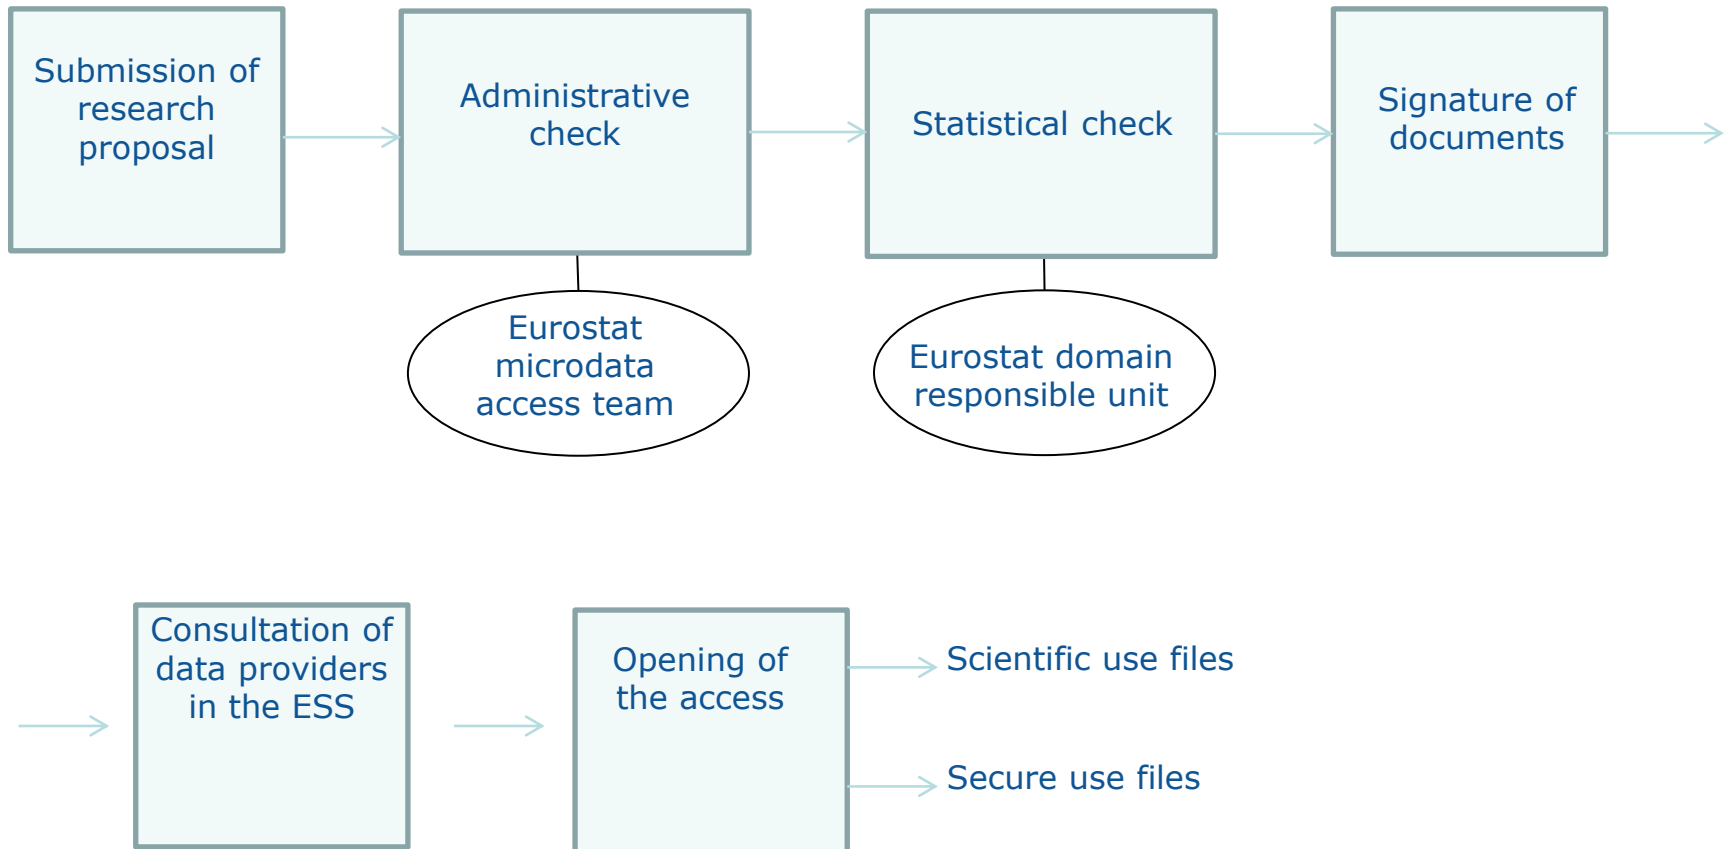 Submission of
research
proposal
Administrative
check
Statistical check
Signature of
documents
Eurostat
microdata
access team
Eurostat domain
responsible unit
Consultation of
data providers
in the ESS
Opening of
the access
Scientific use files
Secure use files